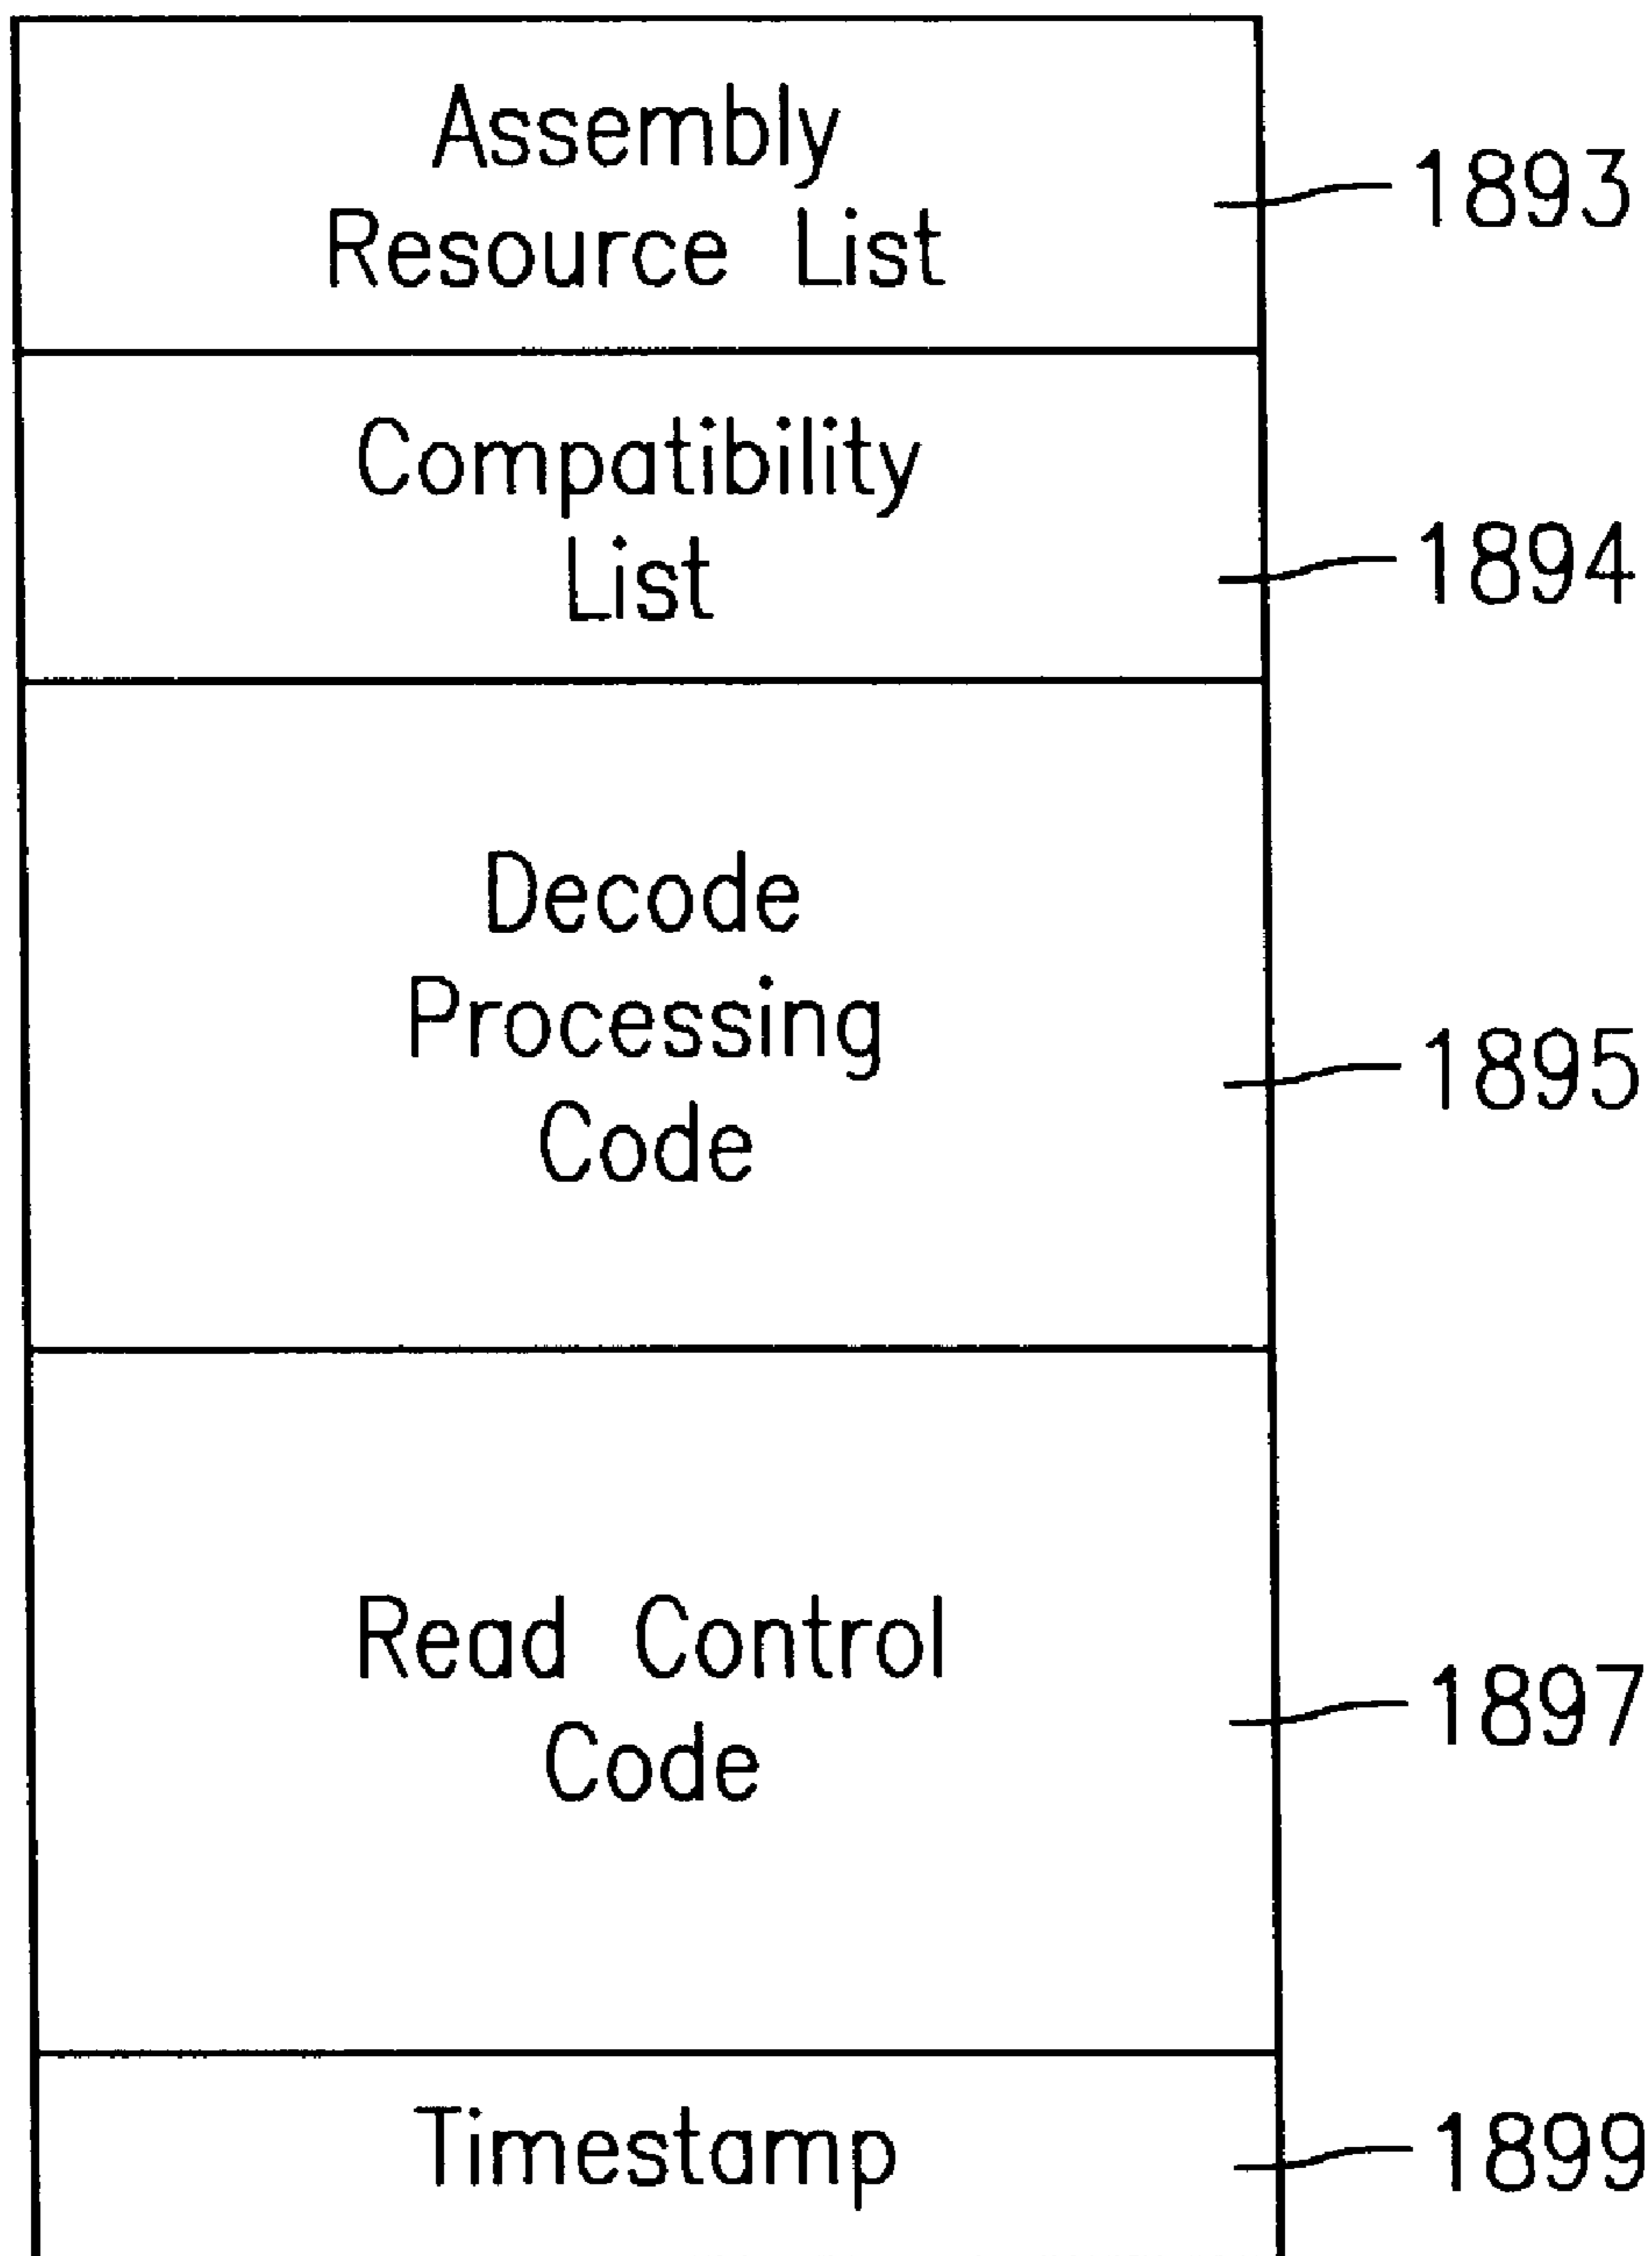 Assembly
Resource List
1893
Compatibility
List
1894
Decode
Processing
Code
1895
Read Control
Code
1897
Timestamp
1899